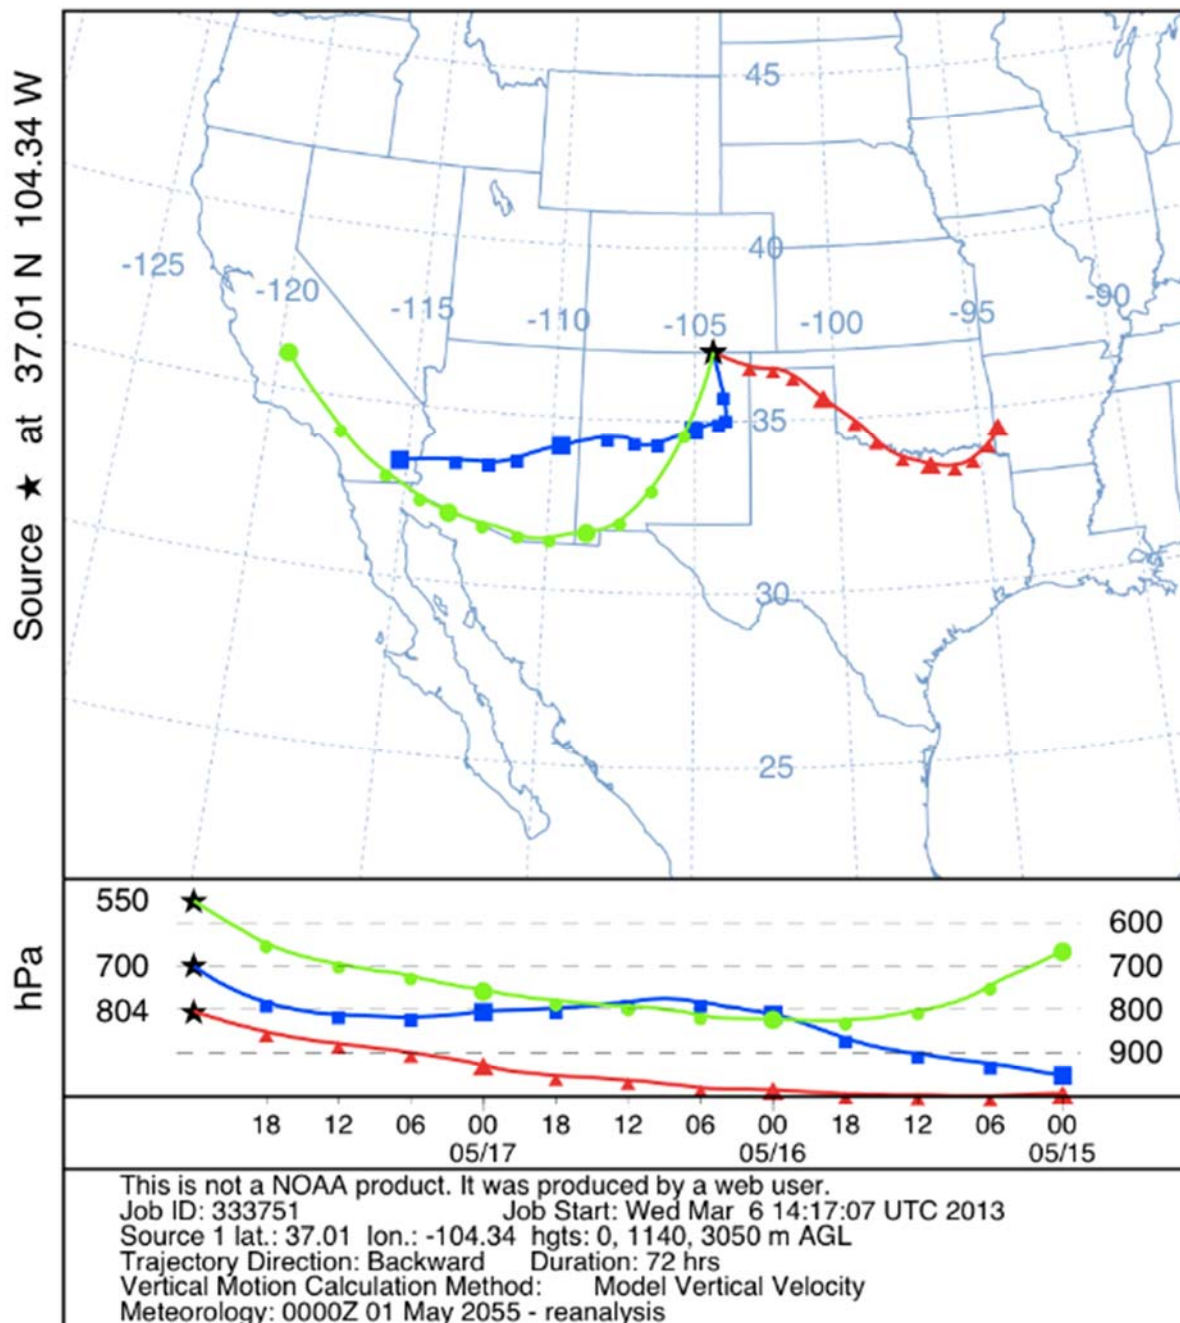 Source ★ at 37.01 N 104.34 W
45
40
-125
-120
-115
-110
-105
-100
-95
-90
35
30
25
hPa
550
600
700
700
804
800
900
18 12 06 00 18 12 06 00 18 12 06 00
05/17 05/16 05/15
This is not a NOAA product. It was produced by a web user.
Job ID: 333751 Job Start: Wed Mar 6 14:17:07 UTC 2013
Source 1 lat.: 37.01 lon.: -104.34 hgts: 0, 1140, 3050 m AGL
Trajectory Direction: Backward Duration: 72 hrs
Vertical Motion Calculation Method: Model Vertical Velocity
Meteorology: 0000Z 01 May 2055 - reanalysis